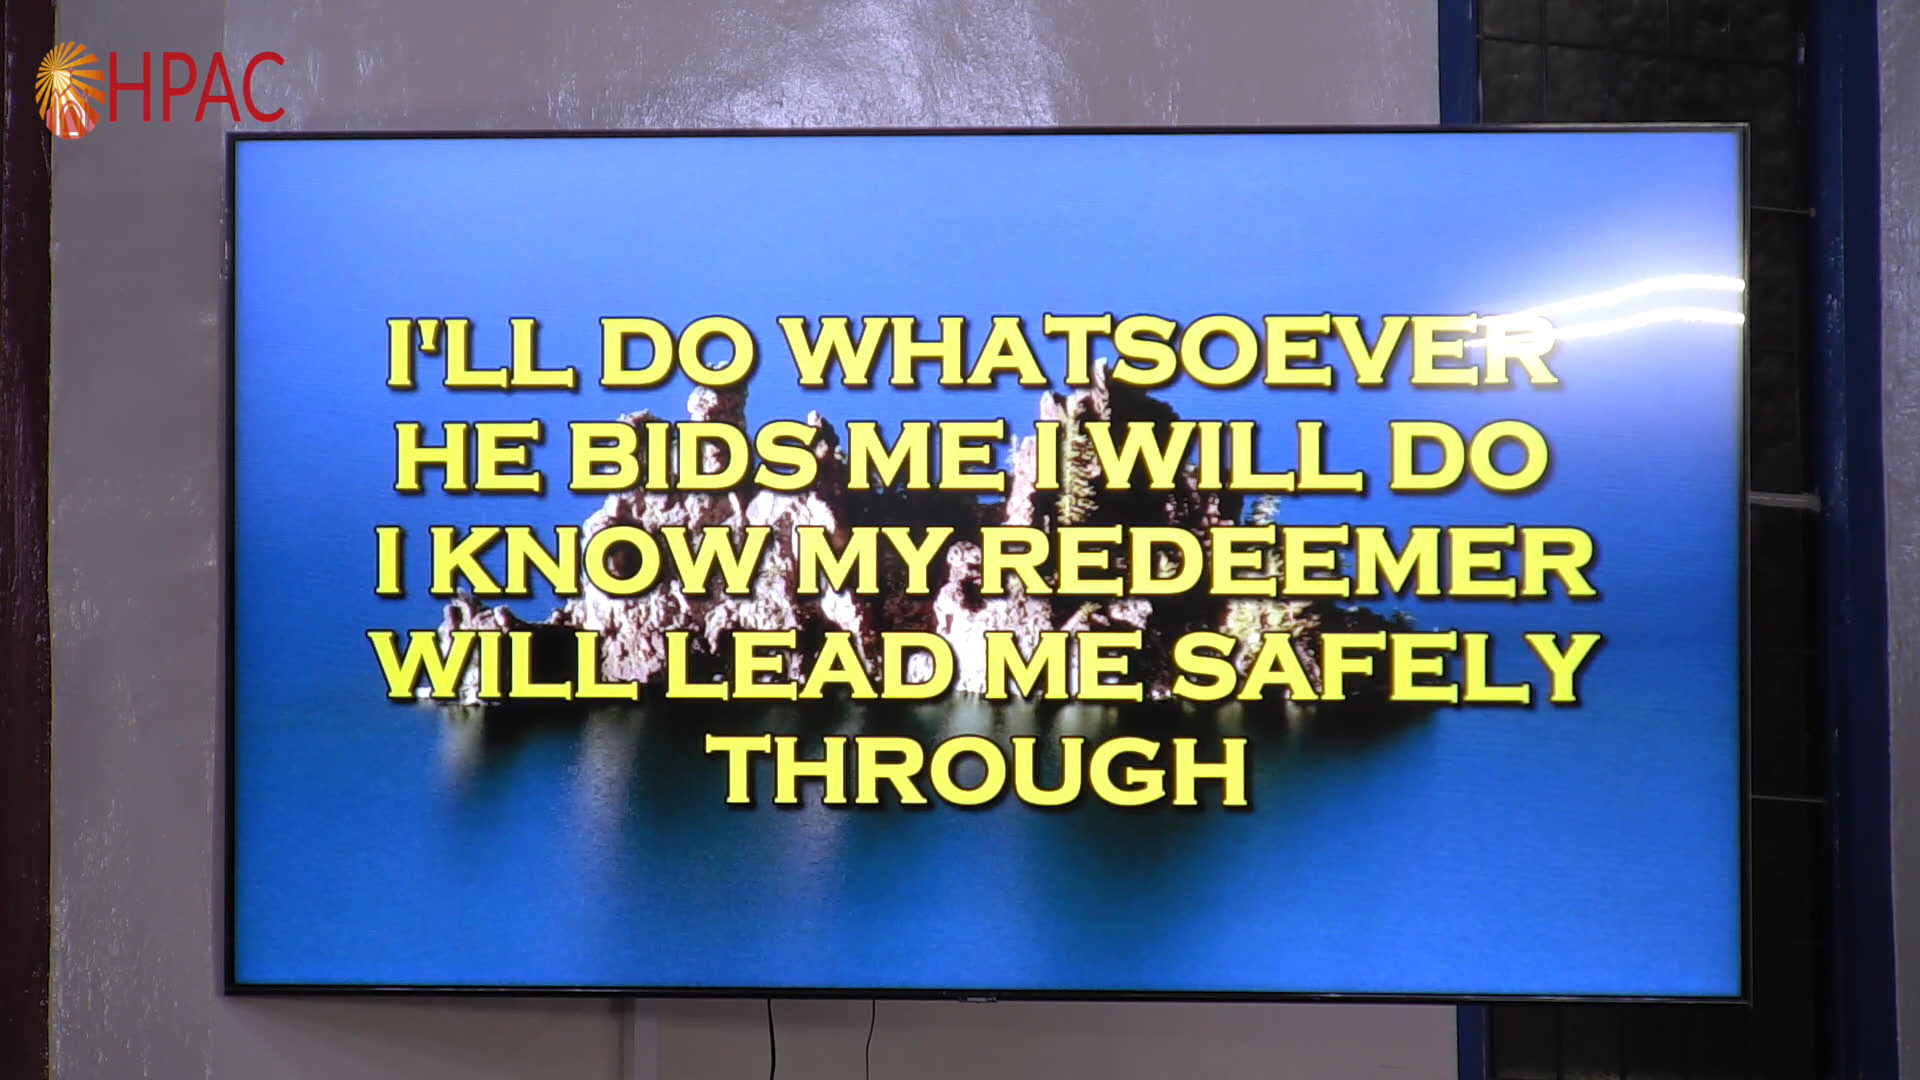 HPAC
I'LL DO WHATSOEVER
HE BIDS ME I WILL DO
I KNOW MY REDEEMER
WILL LEAD ME SAFELY
THROUGH